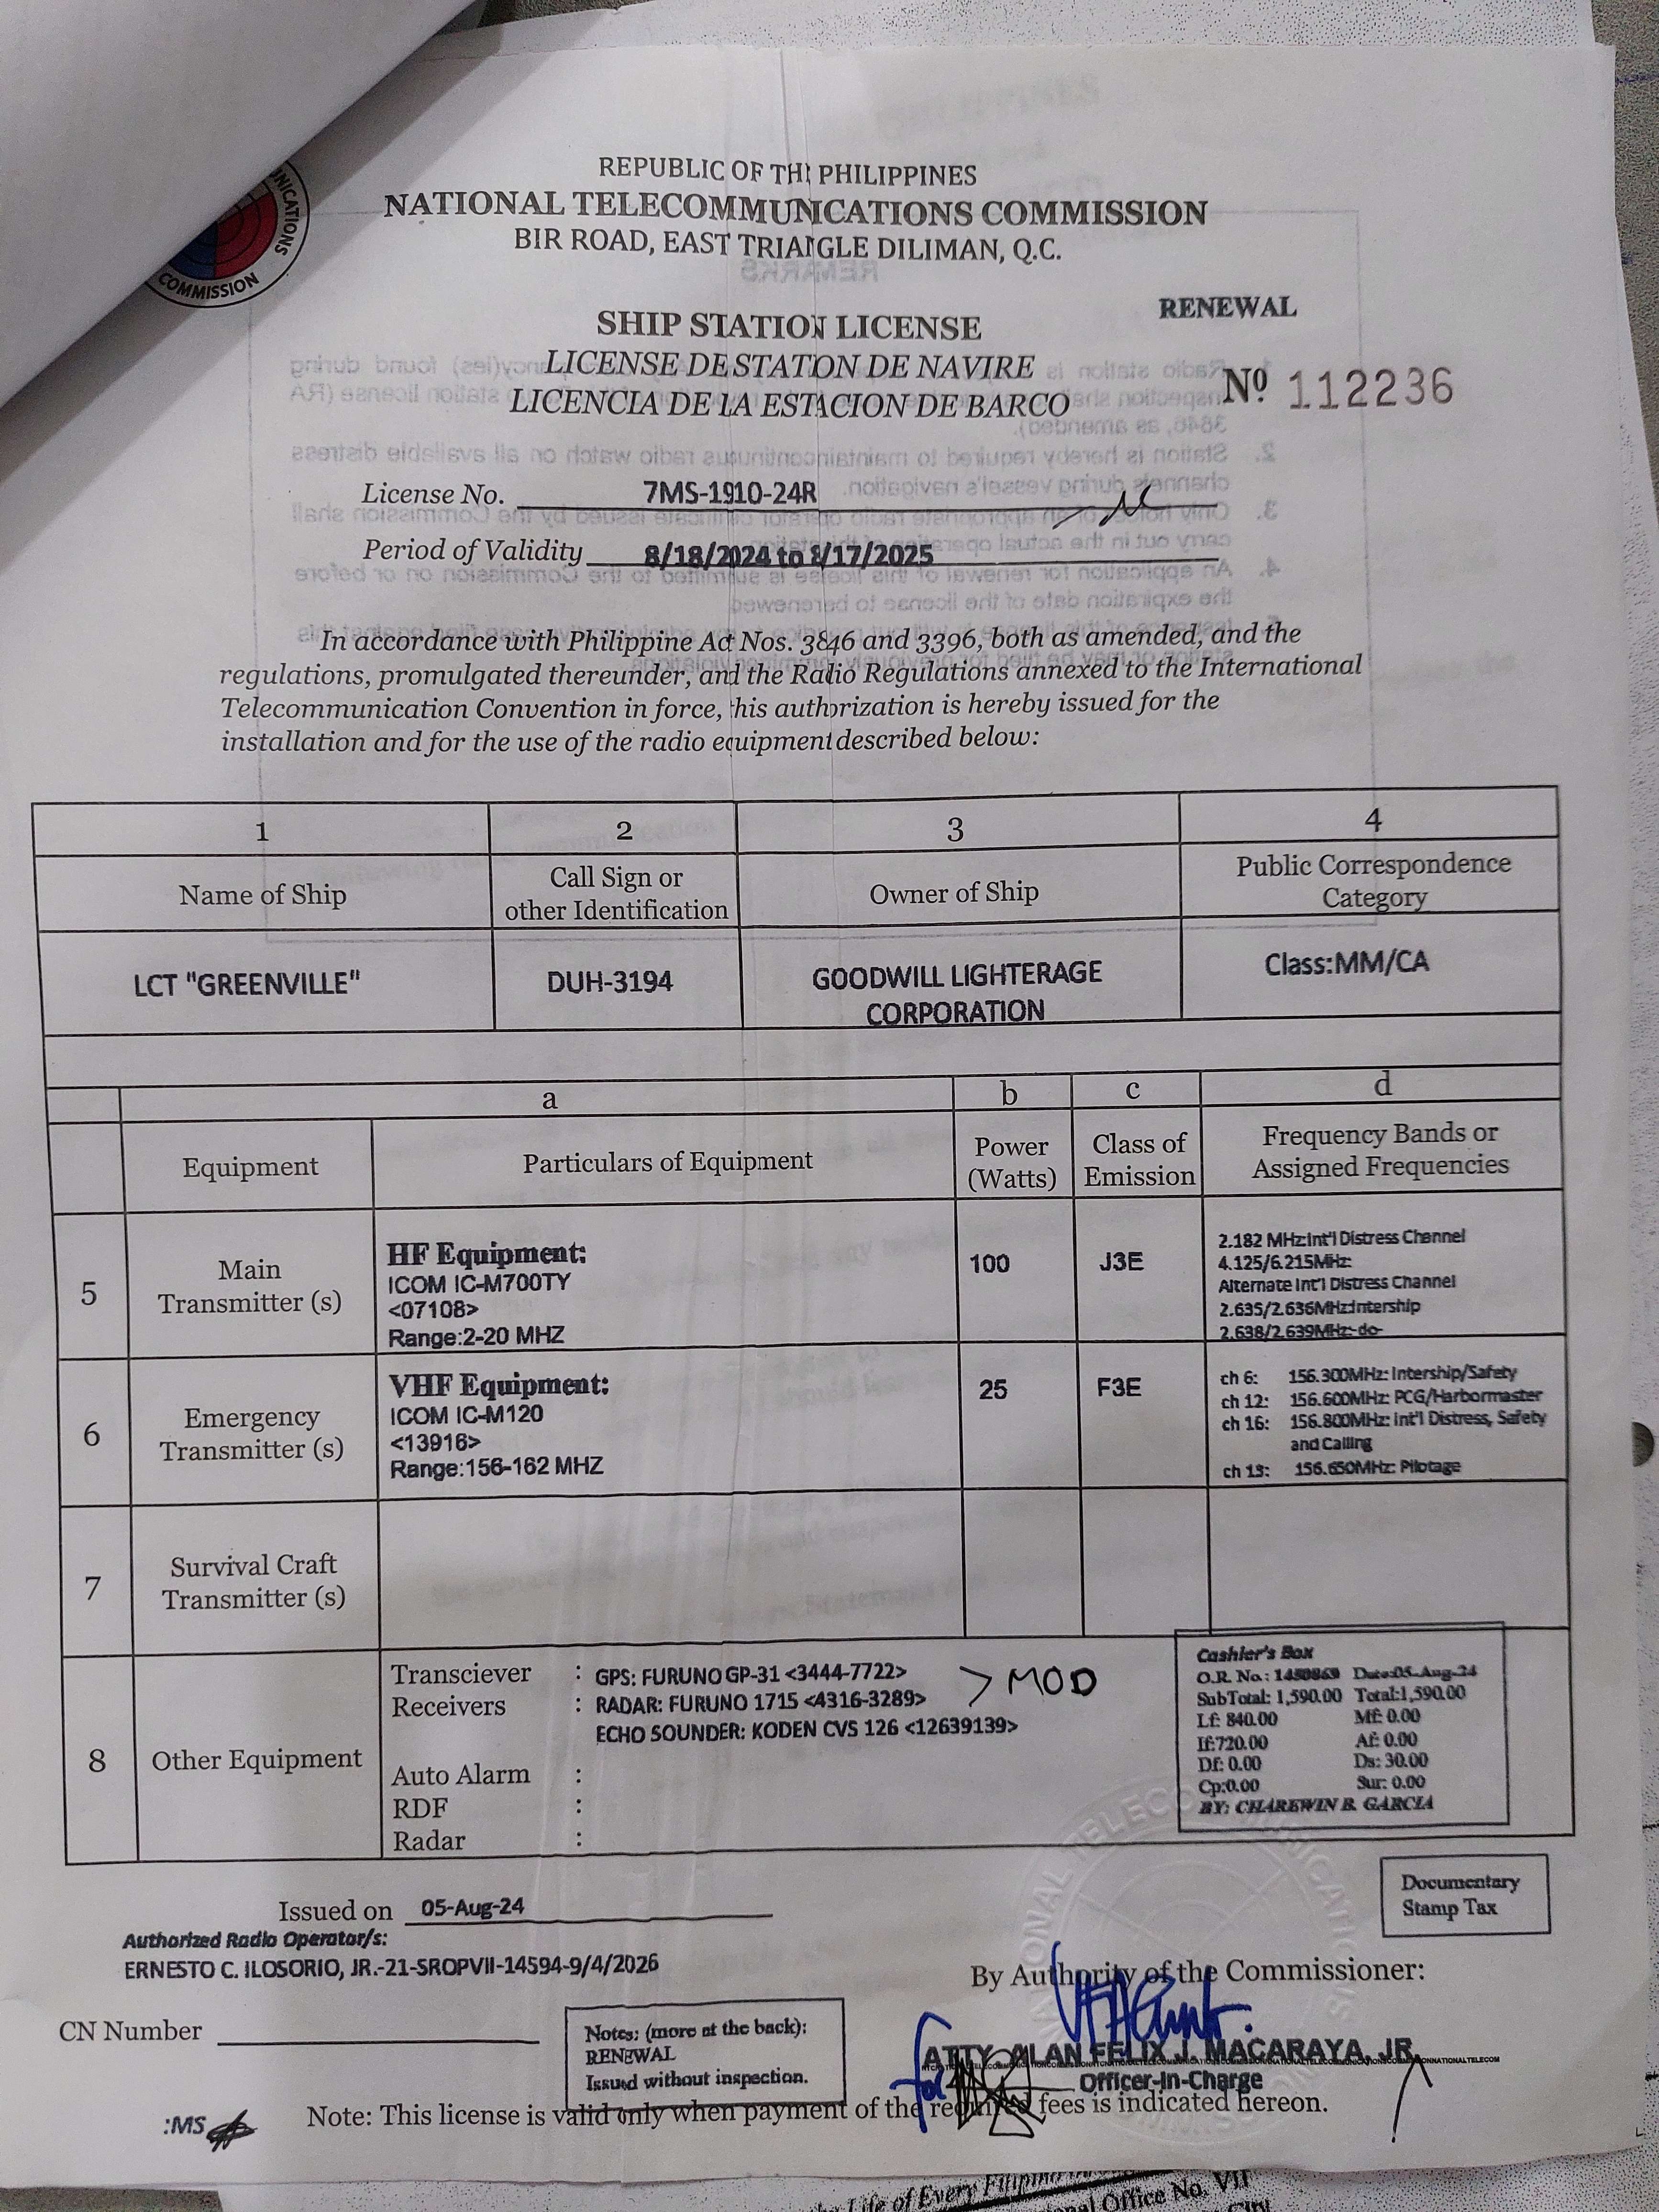 REPUBLIC OF THE PHILIPPINES
NATIONAL TELECOMMUNICATIONS COMMISSION
BIR ROAD, EAST TRIANGLE DILIMAN, Q.C.
COMMISSION
RENEWAL
SHIP STATION LICENSE
LICENSE DE STATON DE NAVIRE
LICENCIA DE LA ESTACION DE BARCO
Nº 112236
License No. 7MS-1910-24R
Period of Validity 8/18/2024 to 8/17/2025
In accordance with Philippine Act Nos. 3846 and 3396, both as amended, and the
regulations, promulgated thereunder, and the Radio Regulations annexed to the International
Telecommunication Convention in force, this authorization is hereby issued for the
installation and for the use of the radio equipment described below:
1 2 3 4
Name of Ship
Call Sign or
other Identification
Owner of Ship
Public Correspondence
Category
LCT "GREENVILLE"
DUH-3194
GOODWILL LIGHTERAGE
CORPORATION
Class:MM/CA
a b c d
Equipment
Particulars of Equipment
Power
(Watts)
Class of
Emission
Frequency Bands or
Assigned Frequencies
5
Main
Transmitter (s)
HF Equipment:
ICOM IC-M700TY
<07108>
Range:2-20 MHZ
100
J3E
2.182 MHz:Int'l Distress Channel
4.125/6.215MHz:
Alternate Int'l Distress Channel
2.635/2.636MHz:Intership
2.638/2.639MHz:-do-
6
Emergency
Transmitter (s)
VHF Equipment:
ICOM IC-M120
<13916>
Range:156-162 MHZ
25
F3E
ch 6: 156.300MHz: Intership/Safety
ch 12: 156.600MHz: PCG/Harbormaster
ch 16: 156.800MHz: Int'l Distress, Safety
and Calling
ch 13: 156.650MHz: Pilotage
7
Survival Craft
Transmitter (s)
8
Other Equipment
Transciever : GPS: FURUNO GP-31 <3444-7722>
Receivers : RADAR: FURUNO 1715 <4316-3289>
ECHO SOUNDER: KODEN CVS 126 <12639139>
> MOD
Auto Alarm :
RDF :
Radar :
Cashier's Box
O.R. No.: 1450869 Date:05-Aug-24
SubTotal: 1,590.00 Total:1,590.00
Lf: 840.00 Mf: 0.00
If:720.00 Af: 0.00
Df: 0.00 Ds: 30.00
Cp:0.00 Sur: 0.00
BY: CHAREWIN B. GARCIA
Documentary
Stamp Tax
Issued on 05-Aug-24
Authorized Radio Operator/s:
ERNESTO C. ILOSORIO, JR.-21-SROPVII-14594-9/4/2026
By Authority of the Commissioner:
CN Number
Notes: (more at the back):
RENEWAL
Issued without inspection.
for
ATTY. ALAN FELIX J. MACARAYA, JR.
Officer-In-Charge
:MS
Note: This license is valid only when payment of the required fees is indicated hereon.
Life of Every Filipino
Office No. VII